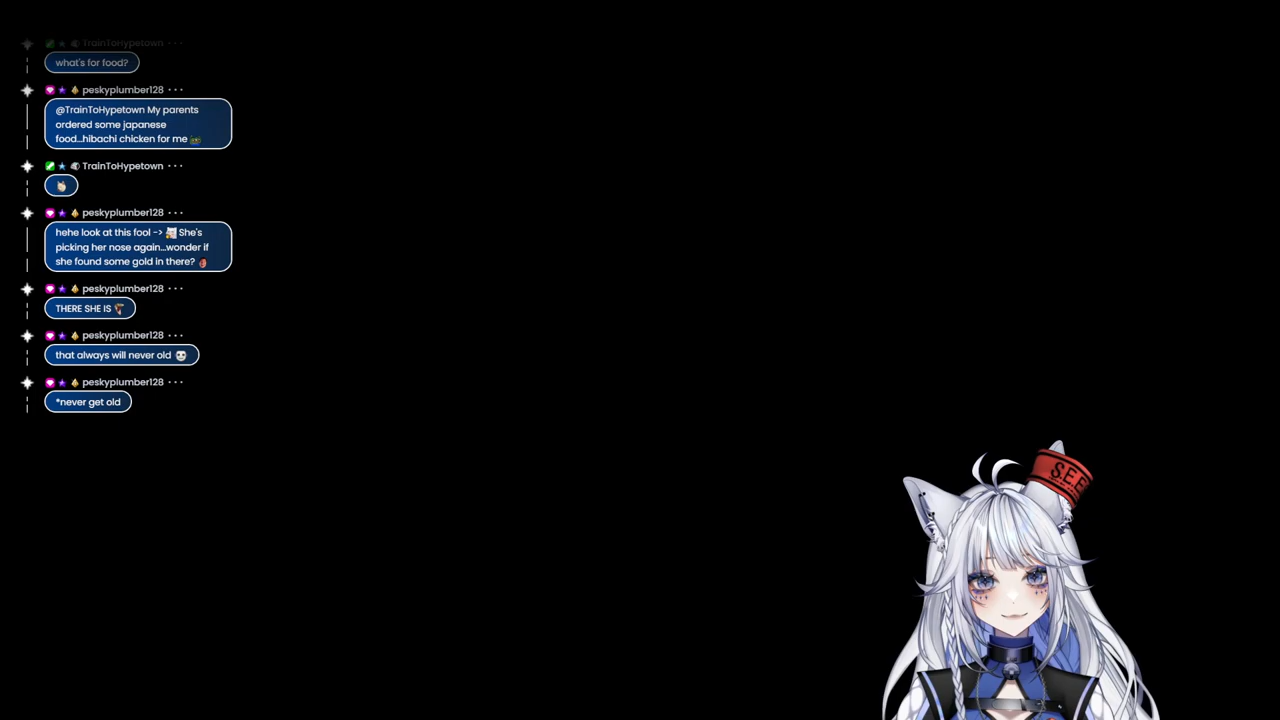 TrainToHypetown
what's for food?
peskyplumber128
@TrainToHypetown My parents
ordered some japanese
food...hibachi chicken for me
TrainToHypetown
peskyplumber128
hehe look at this fool -> She's
picking her nose again...wonder if
she found some gold in there?
peskyplumber128
THERE SHE IS
peskyplumber128
that always will never old
peskyplumber128
*never get old